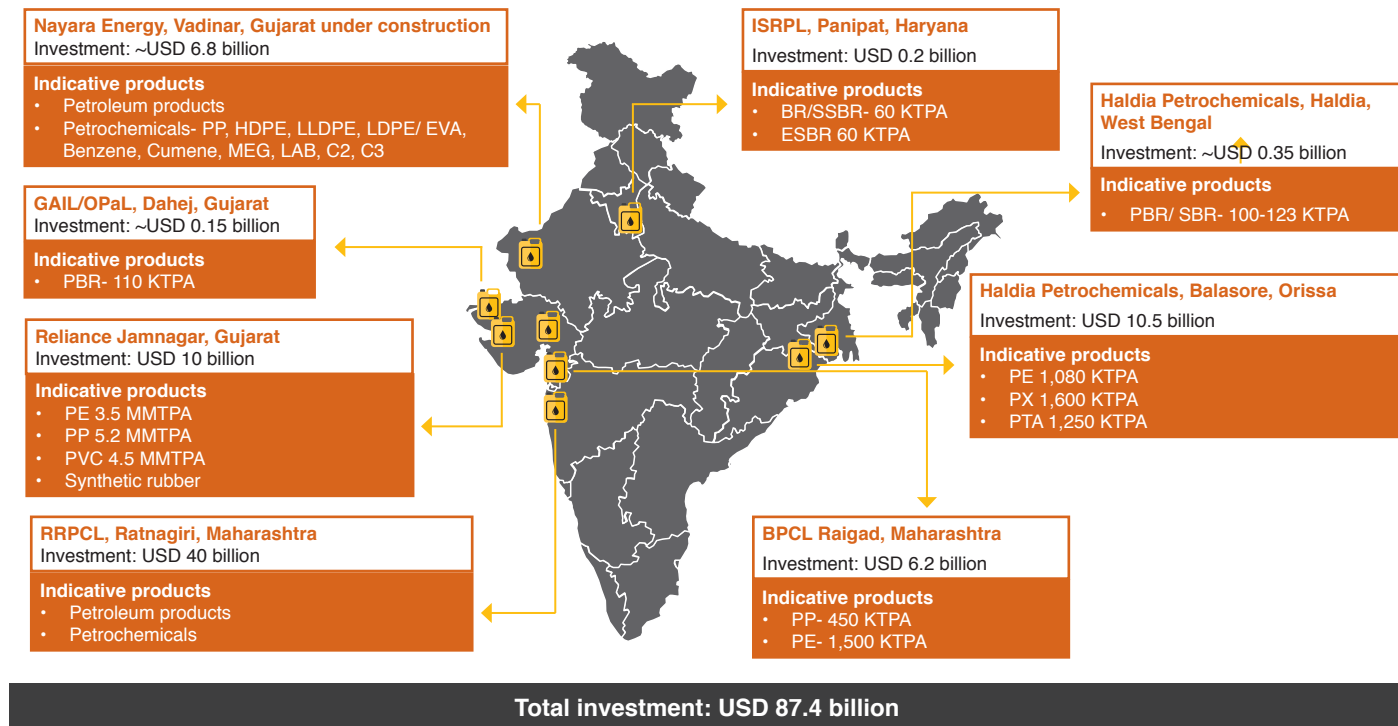 Nayara Energy, Vadinar, Gujarat under construction
Investment: ~USD 6.8 billion
Indicative products
• Petroleum products
• Petrochemicals- PP, HDPE, LLDPE, LDPE/ EVA,
Benzene, Cumene, MEG, LAB, C2, C3
GAIL/OPaL, Dahej, Gujarat
Investment: ~USD 0.15 billion
Indicative products
• PBR- 110 KTPA
Reliance Jamnagar, Gujarat
Investment: USD 10 billion
Indicative products
• PE 3.5 MMTPA
• PP 5.2 MMTPA
• PVC 4.5 MMTPA
• Synthetic rubber
RRPCL, Ratnagiri, Maharashtra
Investment: USD 40 billion
Indicative products
• Petroleum products
• Petrochemicals
ISRPL, Panipat, Haryana
Investment: USD 0.2 billion
Indicative products
• BR/SSBR- 60 KTPA
• ESBR 60 KTPA
Haldia Petrochemicals, Haldia,
West Bengal
Investment: ~USD 0.35 billion
Indicative products
• PBR/ SBR- 100-123 KTPA
Haldia Petrochemicals, Balasore, Orissa
Investment: USD 10.5 billion
Indicative products
• PE 1,080 KTPA
• PX 1,600 KTPA
• PTA 1,250 KTPA
BPCL Raigad, Maharashtra
Investment: USD 6.2 billion
Indicative products
• PP- 450 KTPA
• PE- 1,500 KTPA
Total investment: USD 87.4 billion